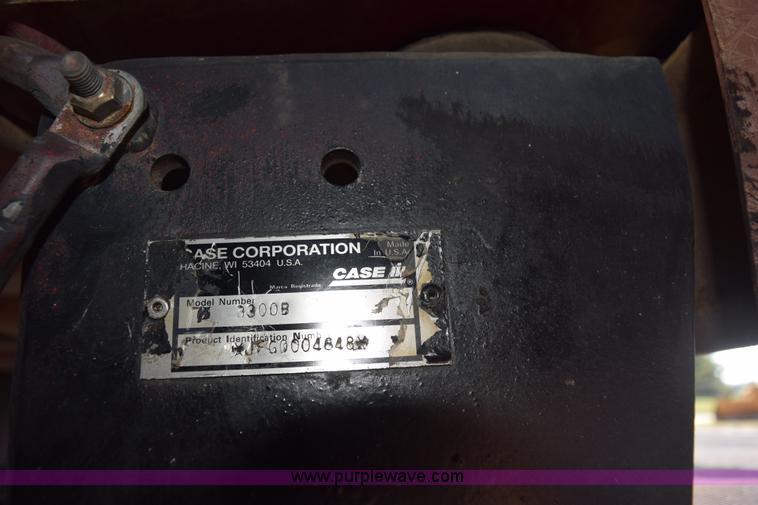 CASE CORPORATION
RACINE, WI 53404 U.S.A.
Made
In U.S.A.
CASE IH
Marca Registrada
®
Model Number
3300B
Product Identification Number
www.purplewave.com